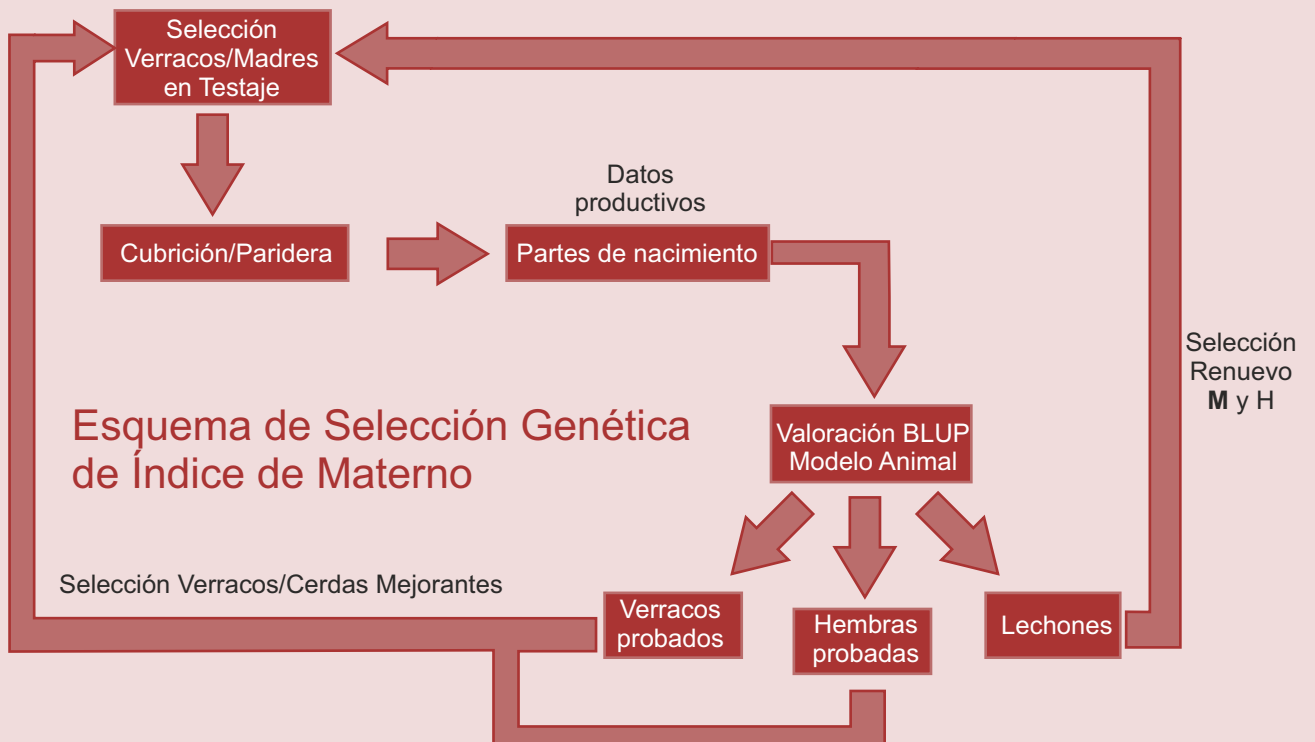 Selección
Verracos/Madres
en Testaje
Cubrición/Paridera
Datos
productivos
Partes de nacimiento
Selección
Renuevo
M y H
Esquema de Selección Genética
de Índice de Materno
Valoración BLUP
Modelo Animal
Selección Verracos/Cerdas Mejorantes
Verracos
probados
Hembras
probadas
Lechones